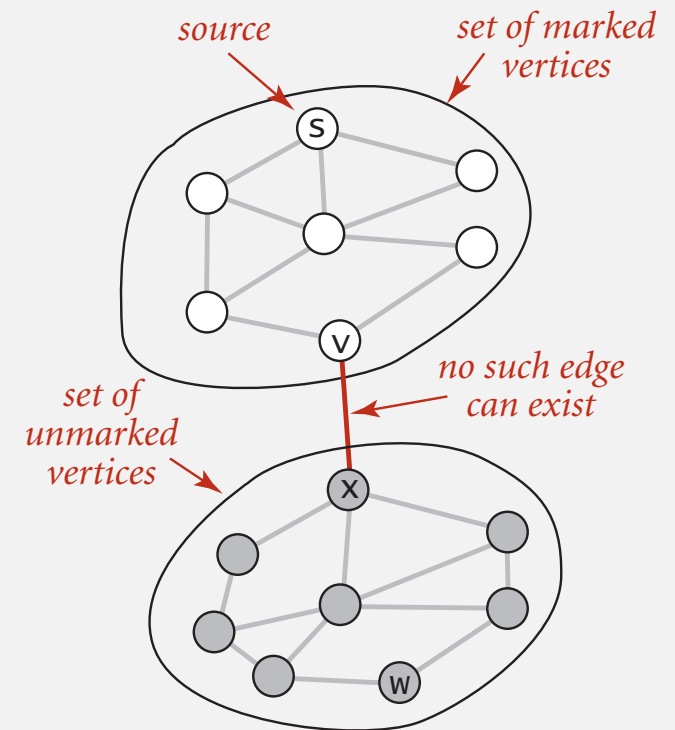 source
set of marked
vertices
s
v
no such edge
can exist
set of
unmarked
vertices
x
w